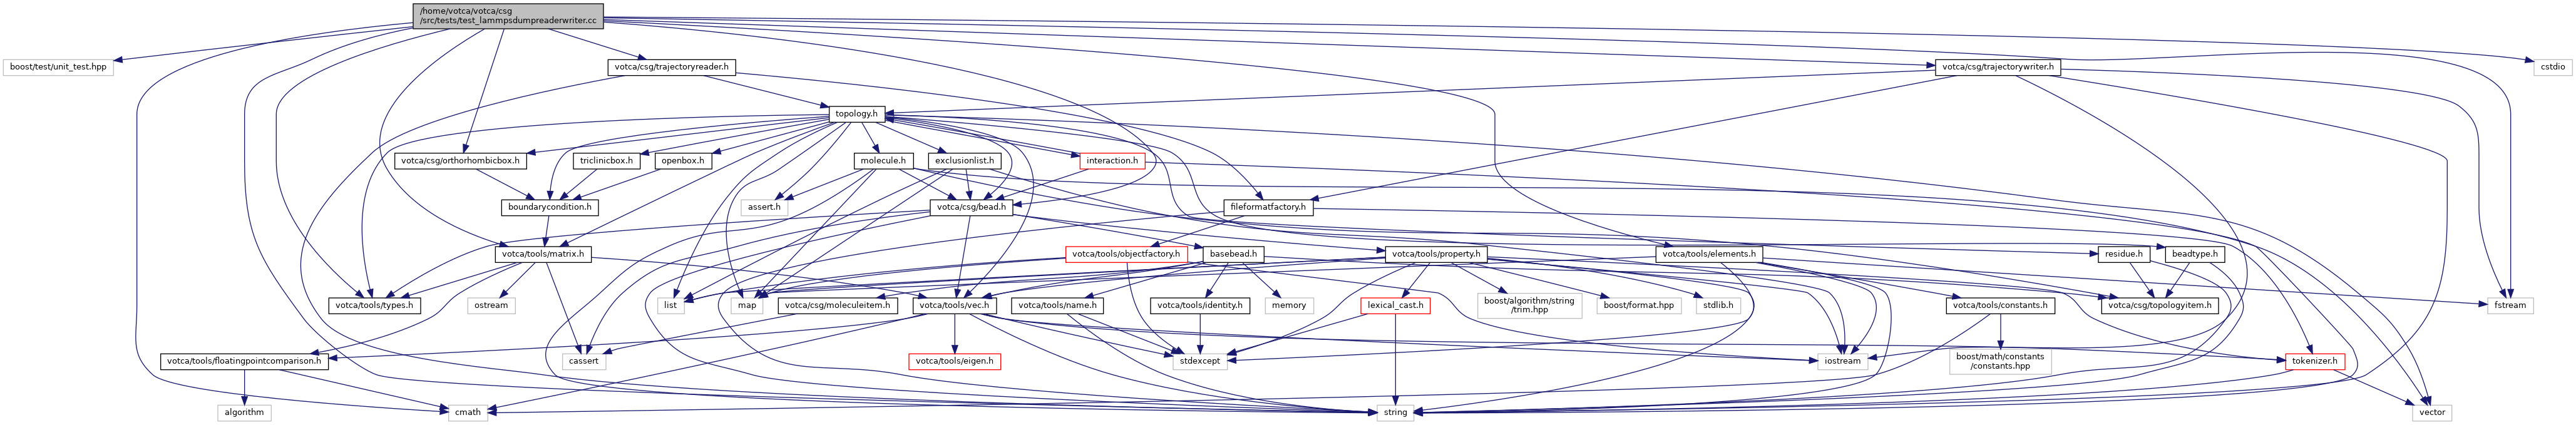 /home/votca/votca/csg
/src/tests/test_lammpsdumpreaderwriter.cc
boost/test/unit_test.hpp
votca/csg/trajectoryreader.h
votca/csg/trajectorywriter.h
cstdio
topology.h
votca/csg/orthorhombicbox.h
triclinicbox.h
openbox.h
molecule.h
exclusionlist.h
interaction.h
boundarycondition.h
assert.h
votca/csg/bead.h
fileformatfactory.h
votca/tools/matrix.h
votca/tools/objectfactory.h
basebead.h
votca/tools/property.h
votca/tools/elements.h
residue.h
beadtype.h
votca/tools/types.h
ostream
list
map
votca/csg/moleculeitem.h
votca/tools/vec.h
votca/tools/name.h
votca/tools/identity.h
memory
lexical_cast.h
boost/algorithm/string
/trim.hpp
boost/format.hpp
stdlib.h
votca/tools/constants.h
votca/csg/topologyitem.h
fstream
votca/tools/floatingpointcomparison.h
cassert
votca/tools/eigen.h
stdexcept
iostream
boost/math/constants
/constants.hpp
tokenizer.h
algorithm
cmath
string
vector